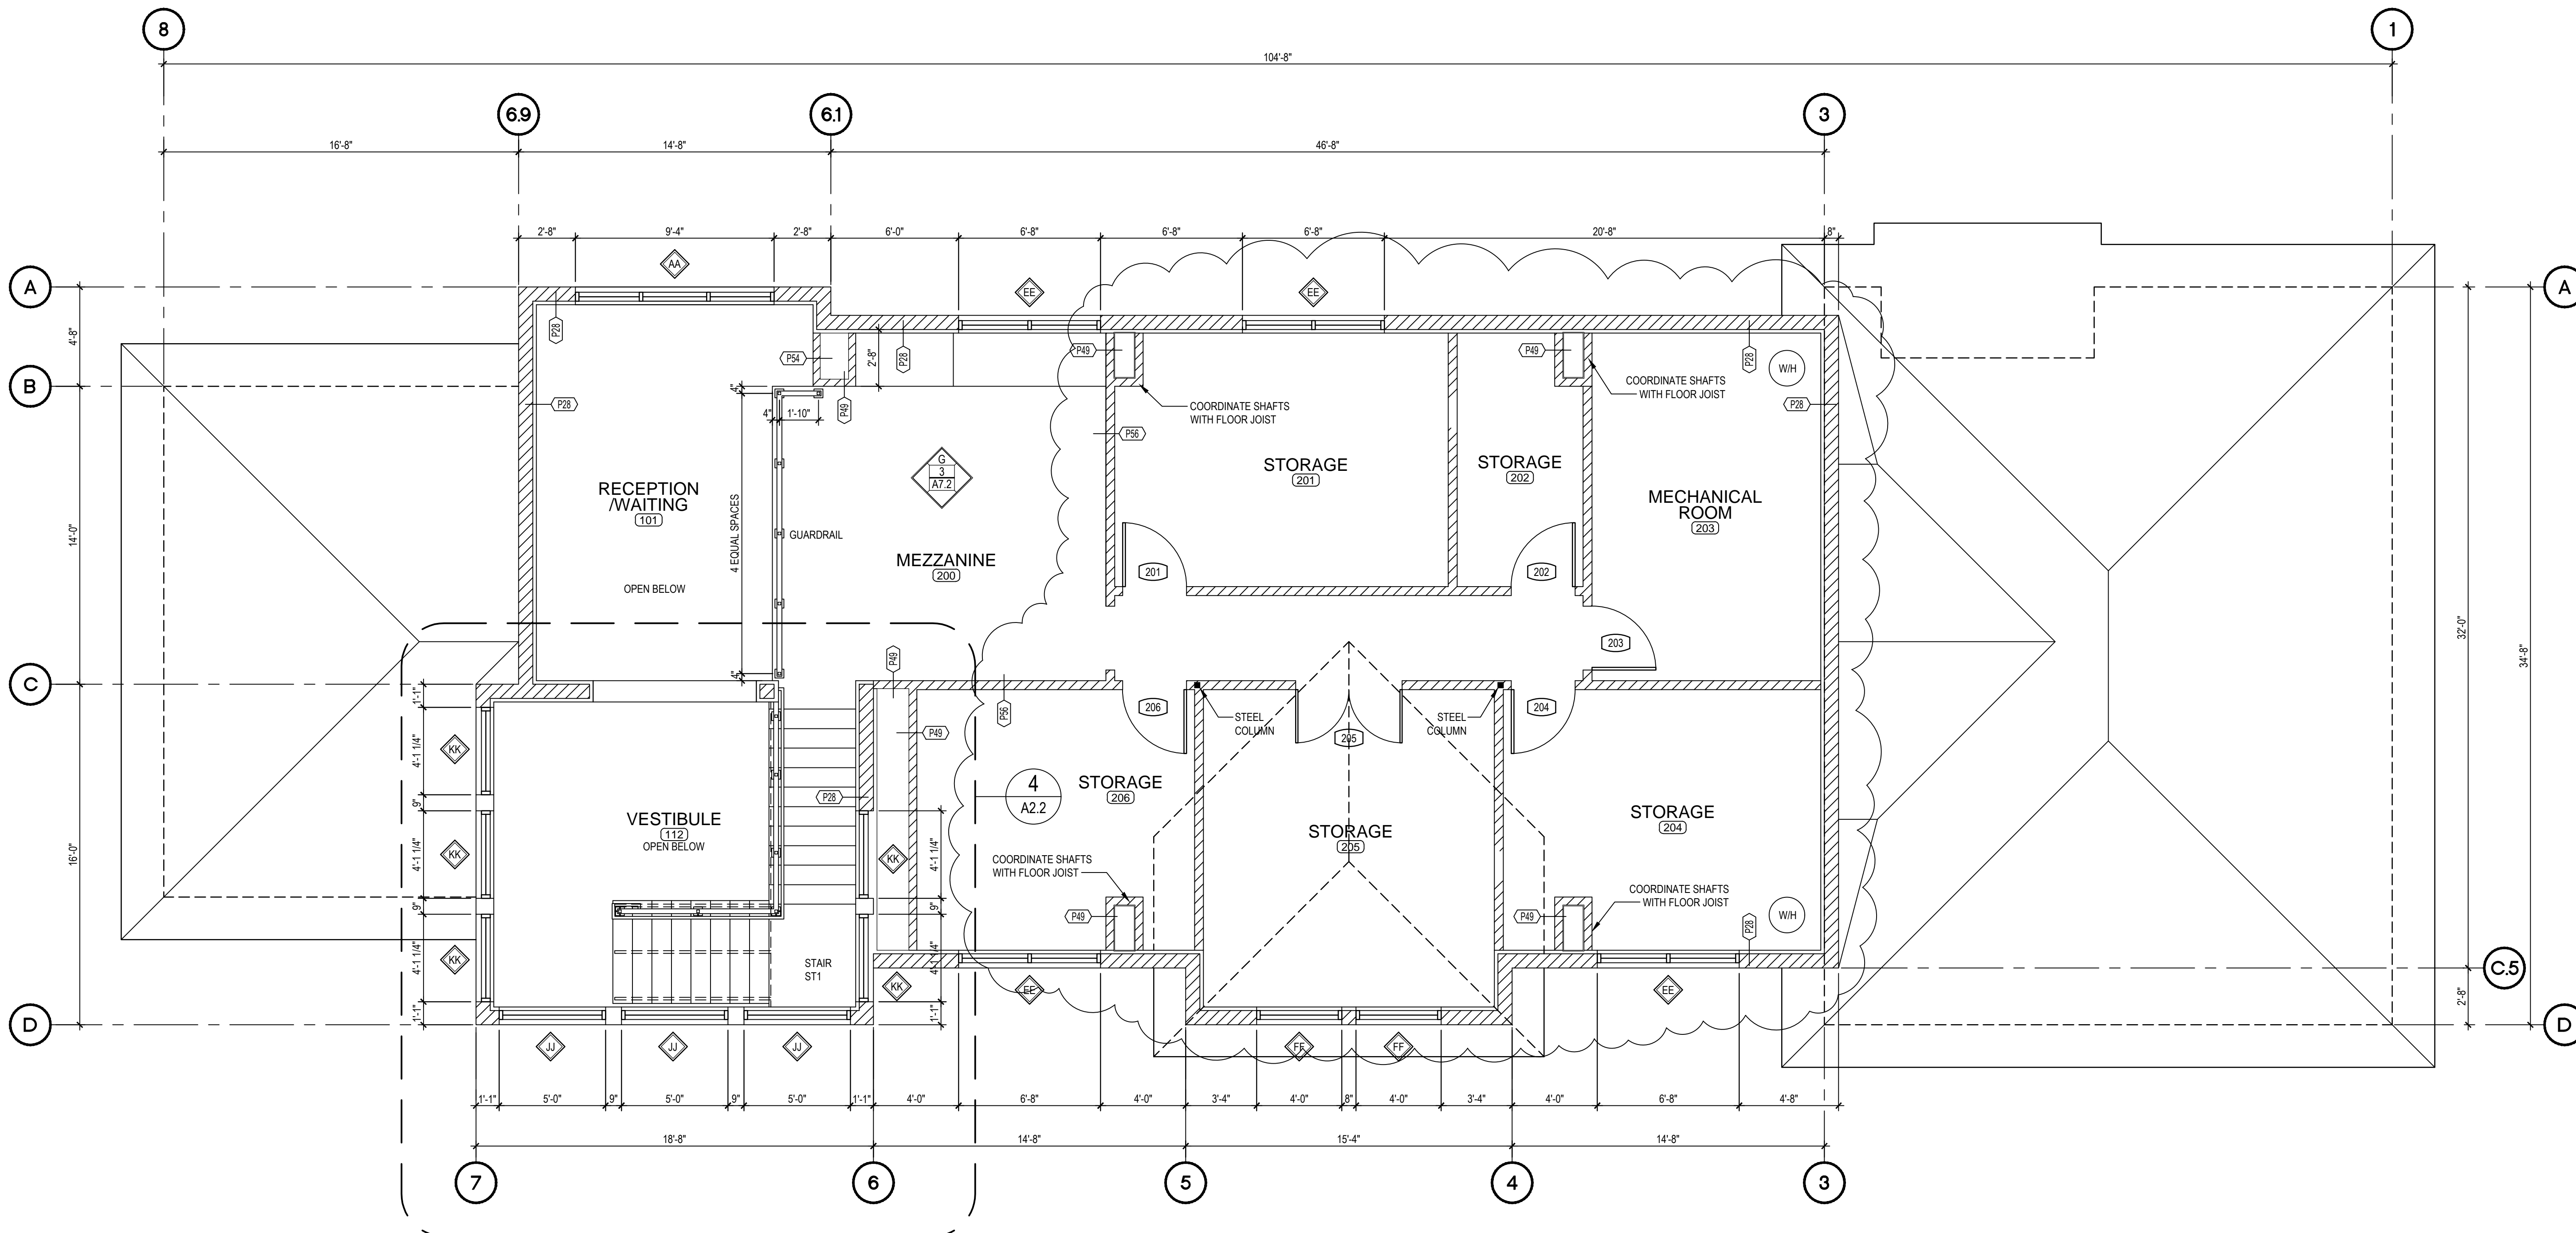 8
1
104'-8"
6.9
6.1
3
16'-8"
14'-8"
46'-8"
2'-8"
9'-4"
2'-8"
6'-0"
6'-8"
6'-8"
6'-8"
20'-8"
8"
AA
EE
EE
A
A
4'-8"
P28
P54
2'-8"
P28
P49
P49
P28
W/H
COORDINATE SHAFTS
WITH FLOOR JOIST
COORDINATE SHAFTS
WITH FLOOR JOIST
B
P28
4"
4"
1'-10"
P49
P56
P28
G
3
A7.2
STORAGE
201
STORAGE
202
RECEPTION
/WAITING
101
MECHANICAL
ROOM
203
14'-0"
4 EQUAL SPACES
GUARDRAIL
MEZZANINE
200
OPEN BELOW
201
202
32'-0"
34'-8"
203
P49
4"
C
1'-1"
P56
206
204
STEEL
COLUMN
STEEL
COLUMN
205
KK
4'-1 1/4"
P49
STORAGE
206
4
A2.2
P28
9"
VESTIBULE
112
OPEN BELOW
STORAGE
205
STORAGE
204
16'-0"
KK
4'-1 1/4"
KK
4'-1 1/4"
COORDINATE SHAFTS
WITH FLOOR JOIST
COORDINATE SHAFTS
WITH FLOOR JOIST
9"
9"
P49
P49
W/H
P28
KK
4'-1 1/4"
4'-1 1/4"
STAIR
ST1
KK
EE
EE
C.5
2'-8"
1'-1"
1'-1"
D
D
JJ
JJ
JJ
FF
FF
1'-1"
5'-0"
9"
5'-0"
9"
5'-0"
1'-1"
4'-0"
6'-8"
4'-0"
3'-4"
4'-0"
8"
4'-0"
3'-4"
4'-0"
6'-8"
4'-8"
18'-8"
14'-8"
15'-4"
14'-8"
7
6
5
4
3